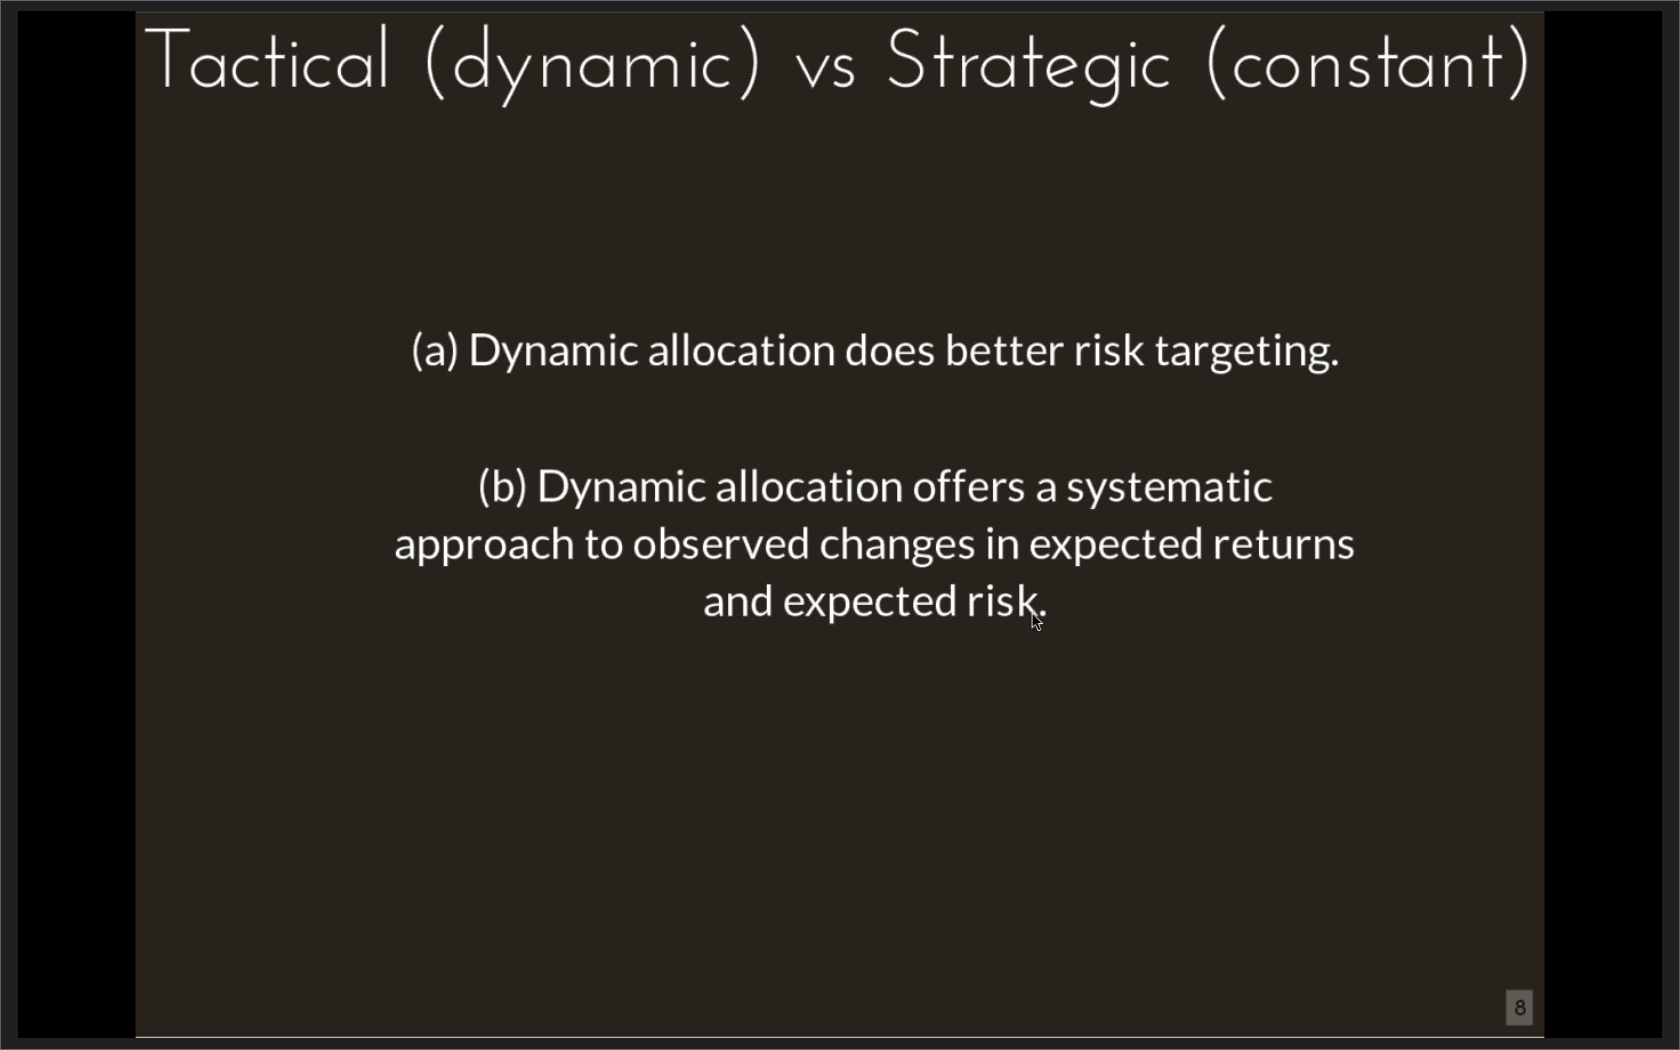 Tactical (dynamic) vs Strategic (constant)
(a) Dynamic allocation does better risk targeting.
(b) Dynamic allocation offers a systematic
approach to observed changes in expected returns
and expected risk.
8